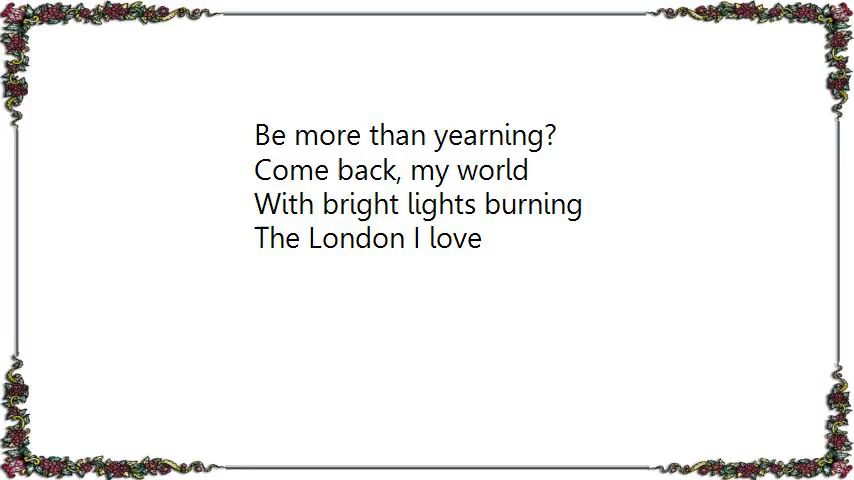 Be more than yearning?
Come back, my world
With bright lights burning
The London I love